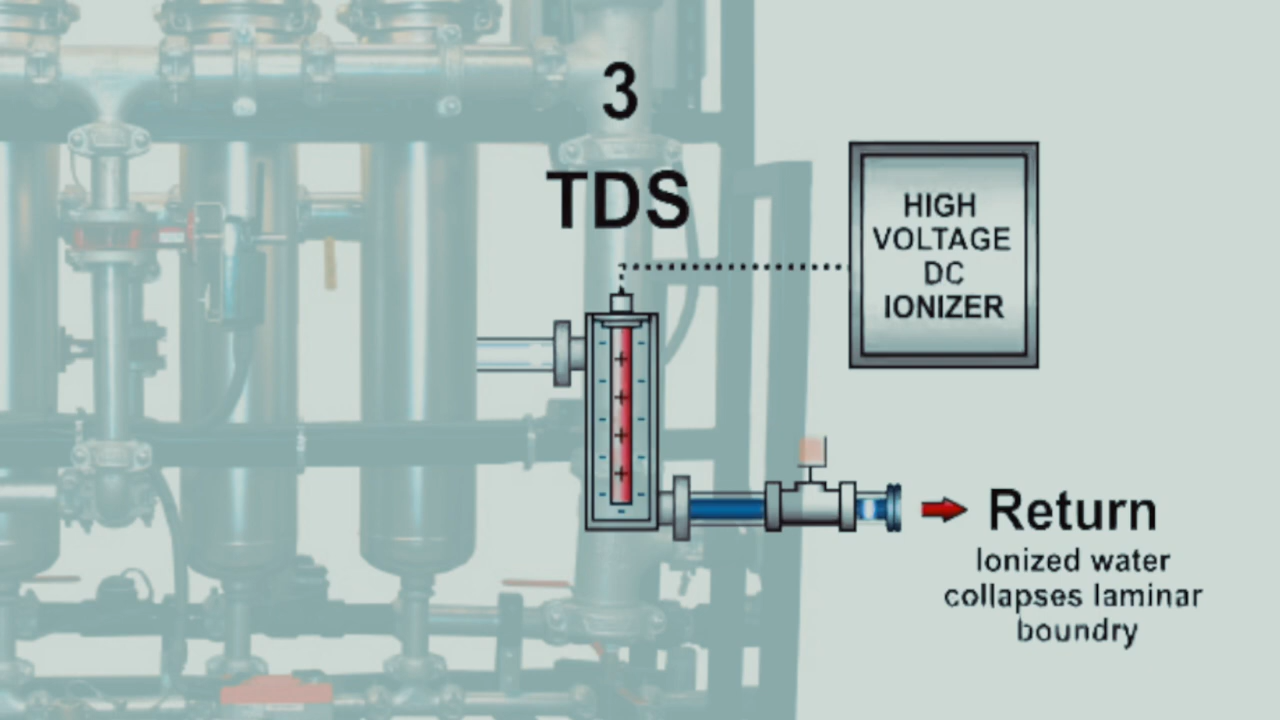 3
TDS
HIGH
VOLTAGE
DC
IONIZER
Return
Ionized water
collapses laminar
boundry